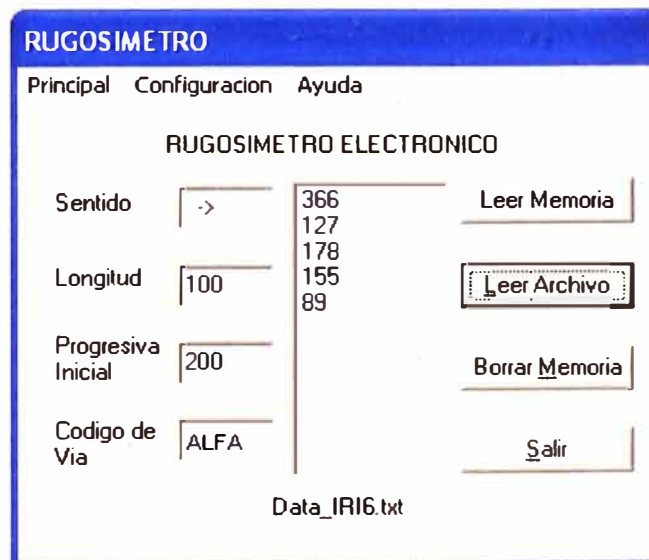 RUGOSIMETRO
Principal Configuracion Ayuda
RUGOSIMETRO ELECTRONICO
Sentido ->
Longitud 100
Progresiva
Inicial 200
Codigo de
Via ALFA
366
127
178
155
89
Leer Memoria
Leer Archivo
Borrar Memoria
Salir
Data_IRI6.txt